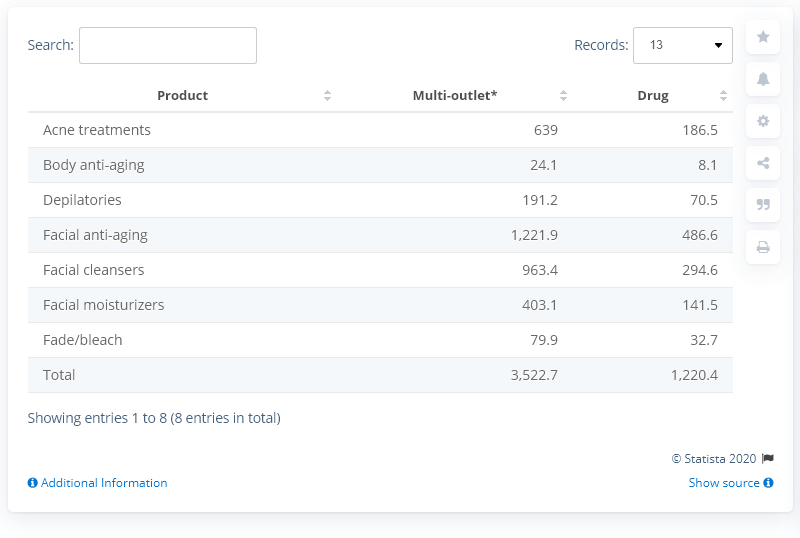 Search:
Records: 13
Product Multi-outlet* Drug
Acne treatments 639 186.5
Body anti-aging 24.1 8.1
Depilatories 191.2 70.5
Facial anti-aging 1,221.9 486.6
Facial cleansers 963.4 294.6
Facial moisturizers 403.1 141.5
Fade/bleach 79.9 32.7
Total 3,522.7 1,220.4
Showing entries 1 to 8 (8 entries in total)
© Statista 2020
Additional Information
Show source